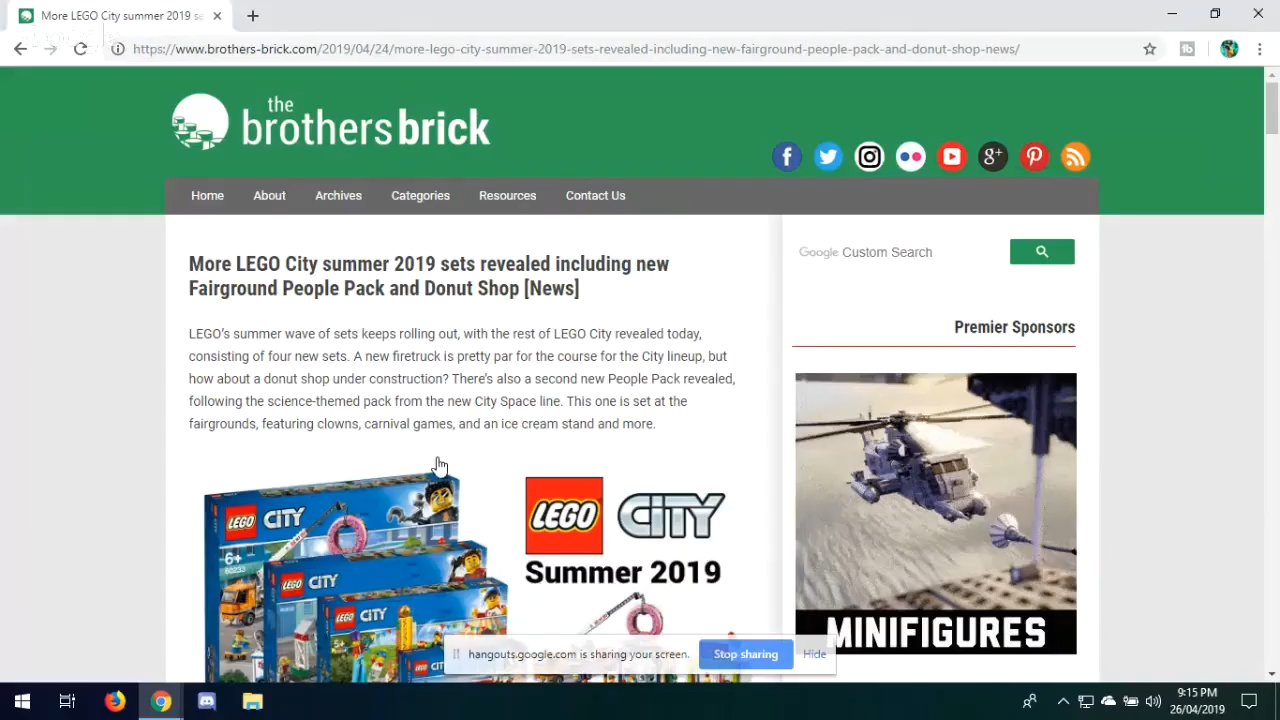 More LEGO City summer 2019 se
https://www.brothers-brick.com/2019/04/24/more-lego-city-summer-2019-sets-revealed-including-new-fairground-people-pack-and-donut-shop-news/
the
brothers brick
Home About Archives Categories Resources Contact Us
More LEGO City summer 2019 sets revealed including new
Fairground People Pack and Donut Shop [News]
LEGO’s summer wave of sets keeps rolling out, with the rest of LEGO City revealed today,
consisting of four new sets. A new firetruck is pretty par for the course for the City lineup, but
how about a donut shop under construction? There’s also a second new People Pack revealed,
following the science-themed pack from the new City Space line. This one is set at the
fairgrounds, featuring clowns, carnival games, and an ice cream stand and more.
Google Custom Search
Premier Sponsors
MINIFIGURES
LEGO CITY
6+
60233
LEGO CITY
LEGO CITY
LEGO CITY
LEGO CITY
Summer 2019
hangouts.google.com is sharing your screen. Stop sharing Hide
9:15 PM
26/04/2019